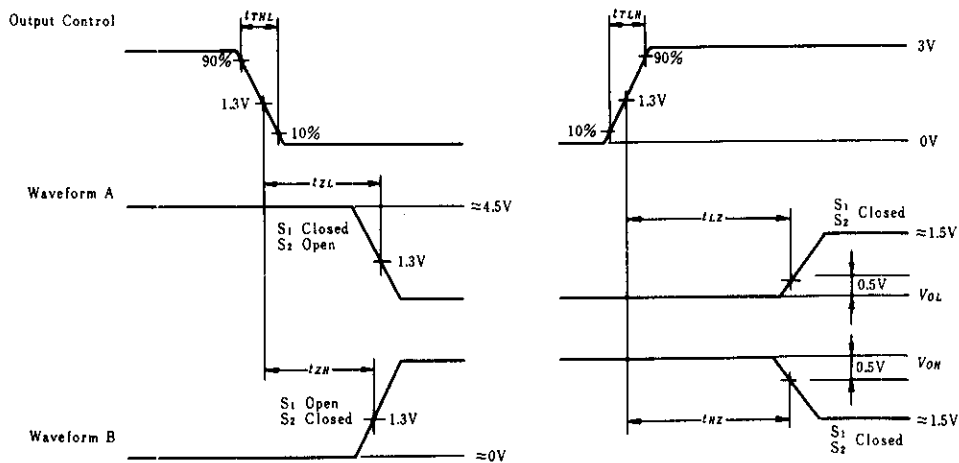 Output Control
tTHL
90%
1.3V
10%
tTLH
90%
1.3V
10%
3V
0V
Waveform A
tZL
S1 Closed
S2 Open
1.3V
≈4.5V
tLZ
S1
S2 Closed
≈1.5V
0.5V
VOL
tZH
S1 Open
S2 Closed
1.3V
Waveform B
≈0V
VOH
0.5V
tHZ
≈1.5V
S1
S2 Closed